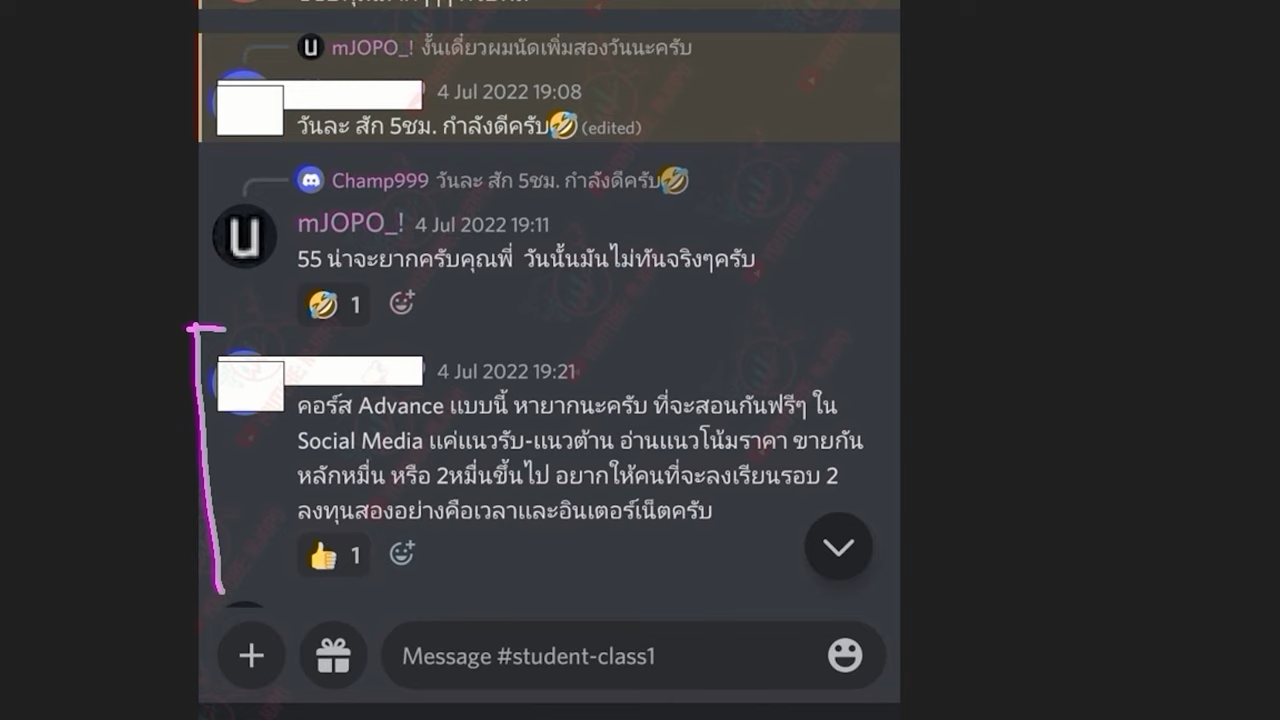 mJOPO_! งั้นเดี๋ยวผมนัดเพิ่มสองวันนะครับ
4 Jul 2022 19:08
วันละ สัก 5ชม. กำลังดีครับ🤣 (edited)
Champ999 วันละ สัก 5ชม. กำลังดีครับ🤣
mJOPO_! 4 Jul 2022 19:11
55 น่าจะยากครับคุณพี่ วันนั้นมันไม่ทันจริงๆครับ
🤣 1
4 Jul 2022 19:21
คอร์ส Advance แบบนี้ หายากนะครับ ที่จะสอนกันฟรีๆ ใน
Social Media แค่แนวรับ-แนวต้าน อ่านแนวโน้มราคา ขายกัน
หลักหมื่น หรือ 2หมื่นขึ้นไป อยากให้คนที่จะลงเรียนรอบ 2
ลงทุนสองอย่างคือเวลาและอินเตอร์เน็ตครับ
👍 1
Message #student-class1